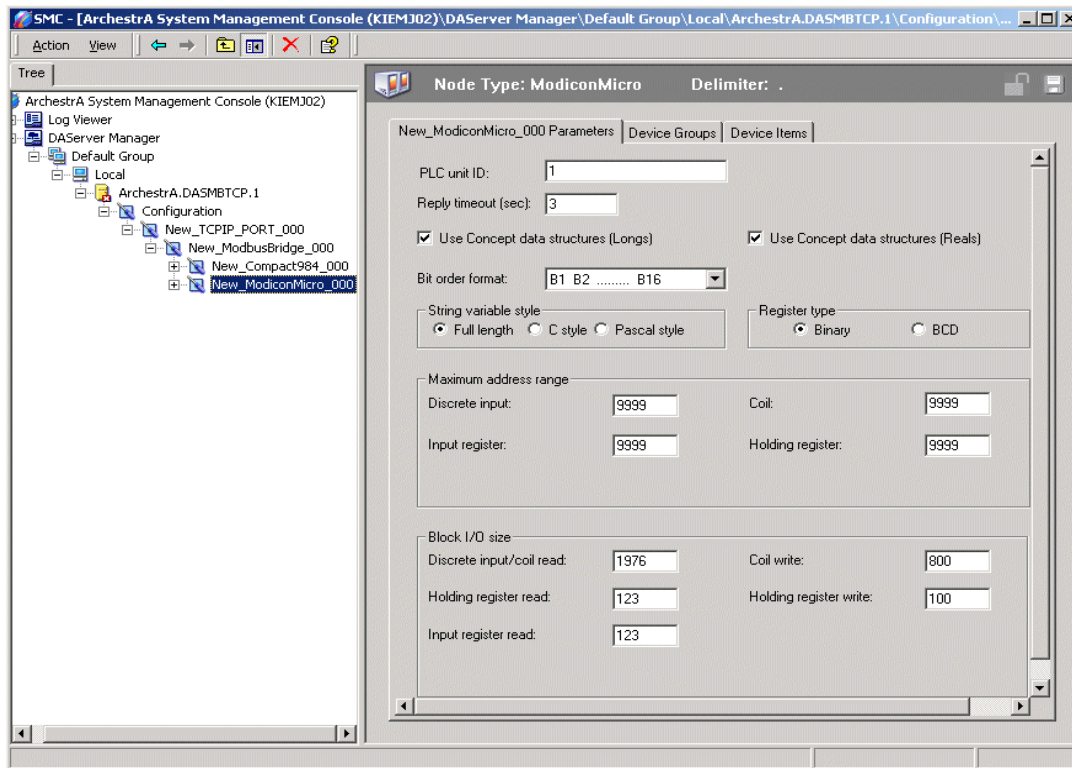 SMC - [ArchestrA System Management Console (KIEMJ02)\DAServer Manager\Default Group\Local\ArchestrA.DASMBTCP.1\Configuration\...
Action View
Tree
ArchestrA System Management Console (KIEMJ02)
Log Viewer
DAServer Manager
Default Group
Local
ArchestrA.DASMBTCP.1
Configuration
New_TCPIP_PORT_000
New_ModbusBridge_000
New_Compact984_000
New_ModiconMicro_000
Node Type: ModiconMicro Delimiter: .
New_ModiconMicro_000 Parameters Device Groups Device Items
PLC unit ID: 1
Reply timeout (sec): 3
Use Concept data structures (Longs) Use Concept data structures (Reals)
Bit order format: B1 B2 ......... B16
String variable style Register type
Full length C style Pascal style Binary BCD
Maximum address range
Discrete input: 9999 Coil: 9999
Input register: 9999 Holding register: 9999
Block I/O size
Discrete input/coil read: 1976 Coil write: 800
Holding register read: 123 Holding register write: 100
Input register read: 123